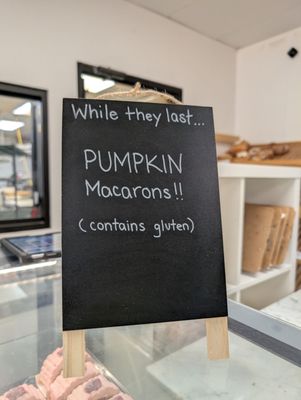 While they last...
PUMPKIN
Macarons!!
(contains gluten)